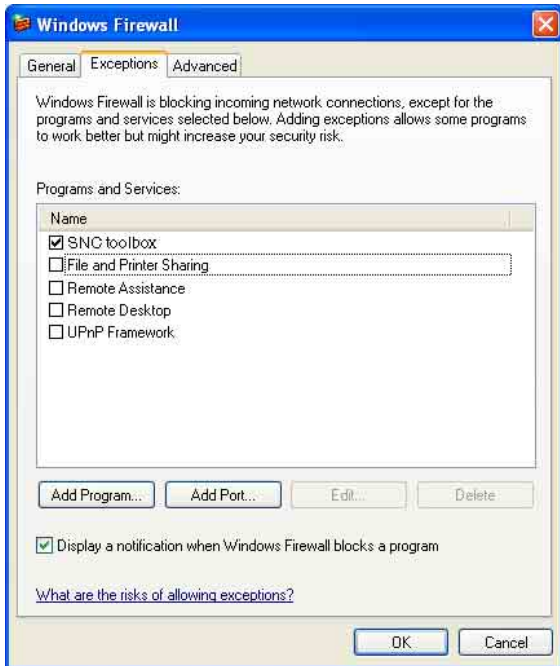 Windows Firewall
General Exceptions Advanced
Windows Firewall is blocking incoming network connections, except for the
programs and services selected below. Adding exceptions allows some programs
to work better but might increase your security risk.
Programs and Services:
Name
SNC toolbox
File and Printer Sharing
Remote Assistance
Remote Desktop
UPnP Framework
Add Program... Add Port... Edit... Delete
Display a notification when Windows Firewall blocks a program
What are the risks of allowing exceptions?
OK Cancel